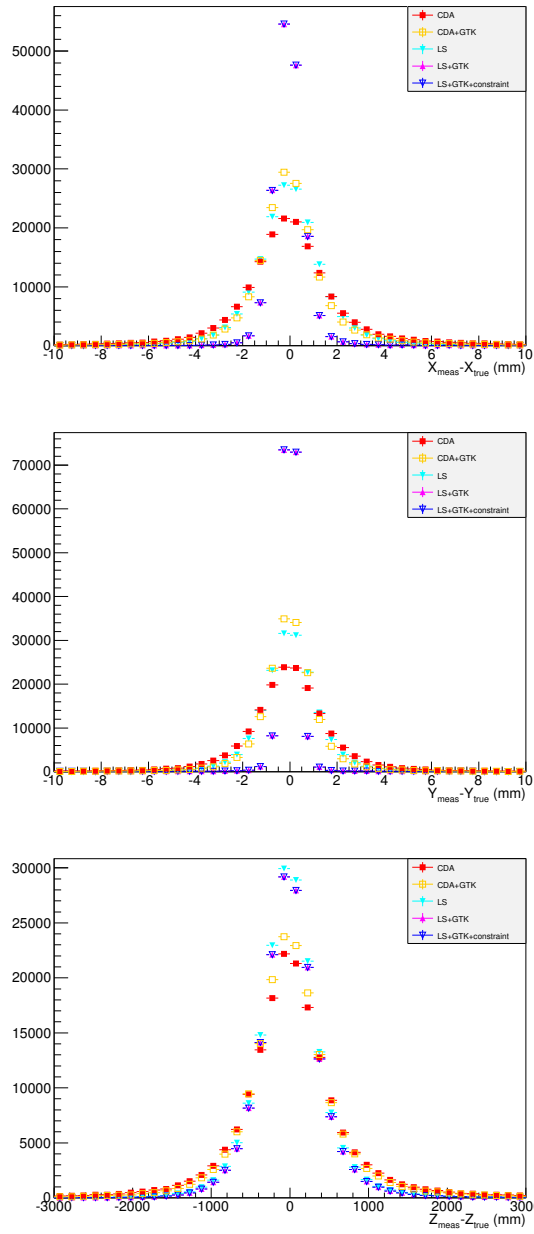 50000
40000
30000
20000
10000
0
-10 -8 -6 -4 -2 0 2 4 6 8 10
X_meas-X_true (mm)
CDA
CDA+GTK
LS
LS+GTK
LS+GTK+constraint
70000
60000
50000
40000
30000
20000
10000
0
-10 -8 -6 -4 -2 0 2 4 6 8 10
Y_meas-Y_true (mm)
CDA
CDA+GTK
LS
LS+GTK
LS+GTK+constraint
30000
25000
20000
15000
10000
5000
0
-3000 -2000 -1000 0 1000 2000 300
Z_meas-Z_true (mm)
CDA
CDA+GTK
LS
LS+GTK
LS+GTK+constraint